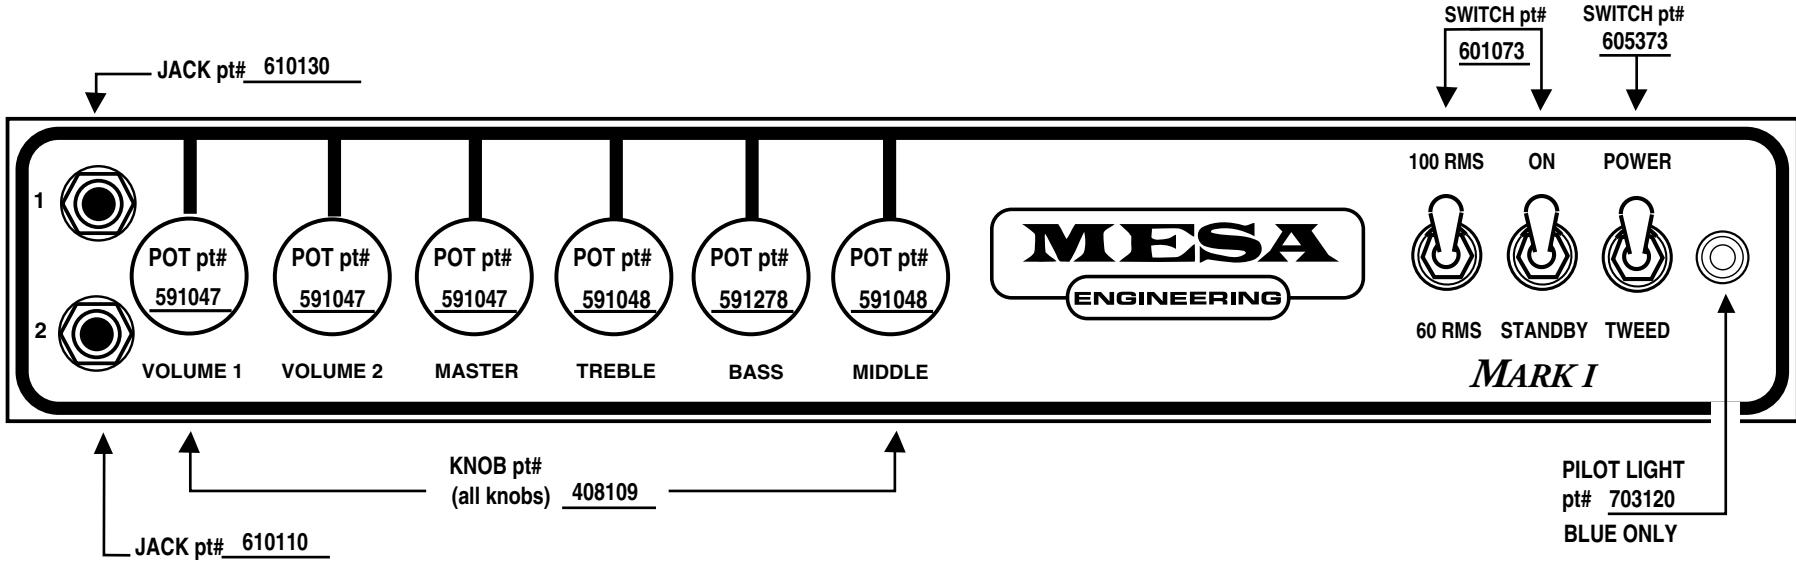 SWITCH pt#
601073
SWITCH pt#
605373
JACK pt# 610130
1
2
POT pt#
591047
POT pt#
591047
POT pt#
591047
POT pt#
591048
POT pt#
591278
POT pt#
591048
VOLUME 1
VOLUME 2
MASTER
TREBLE
BASS
MIDDLE
MESA
ENGINEERING
100 RMS
ON
POWER
60 RMS
STANDBY
TWEED
MARK I
KNOB pt#
(all knobs) 408109
JACK pt# 610110
PILOT LIGHT
pt# 703120
BLUE ONLY